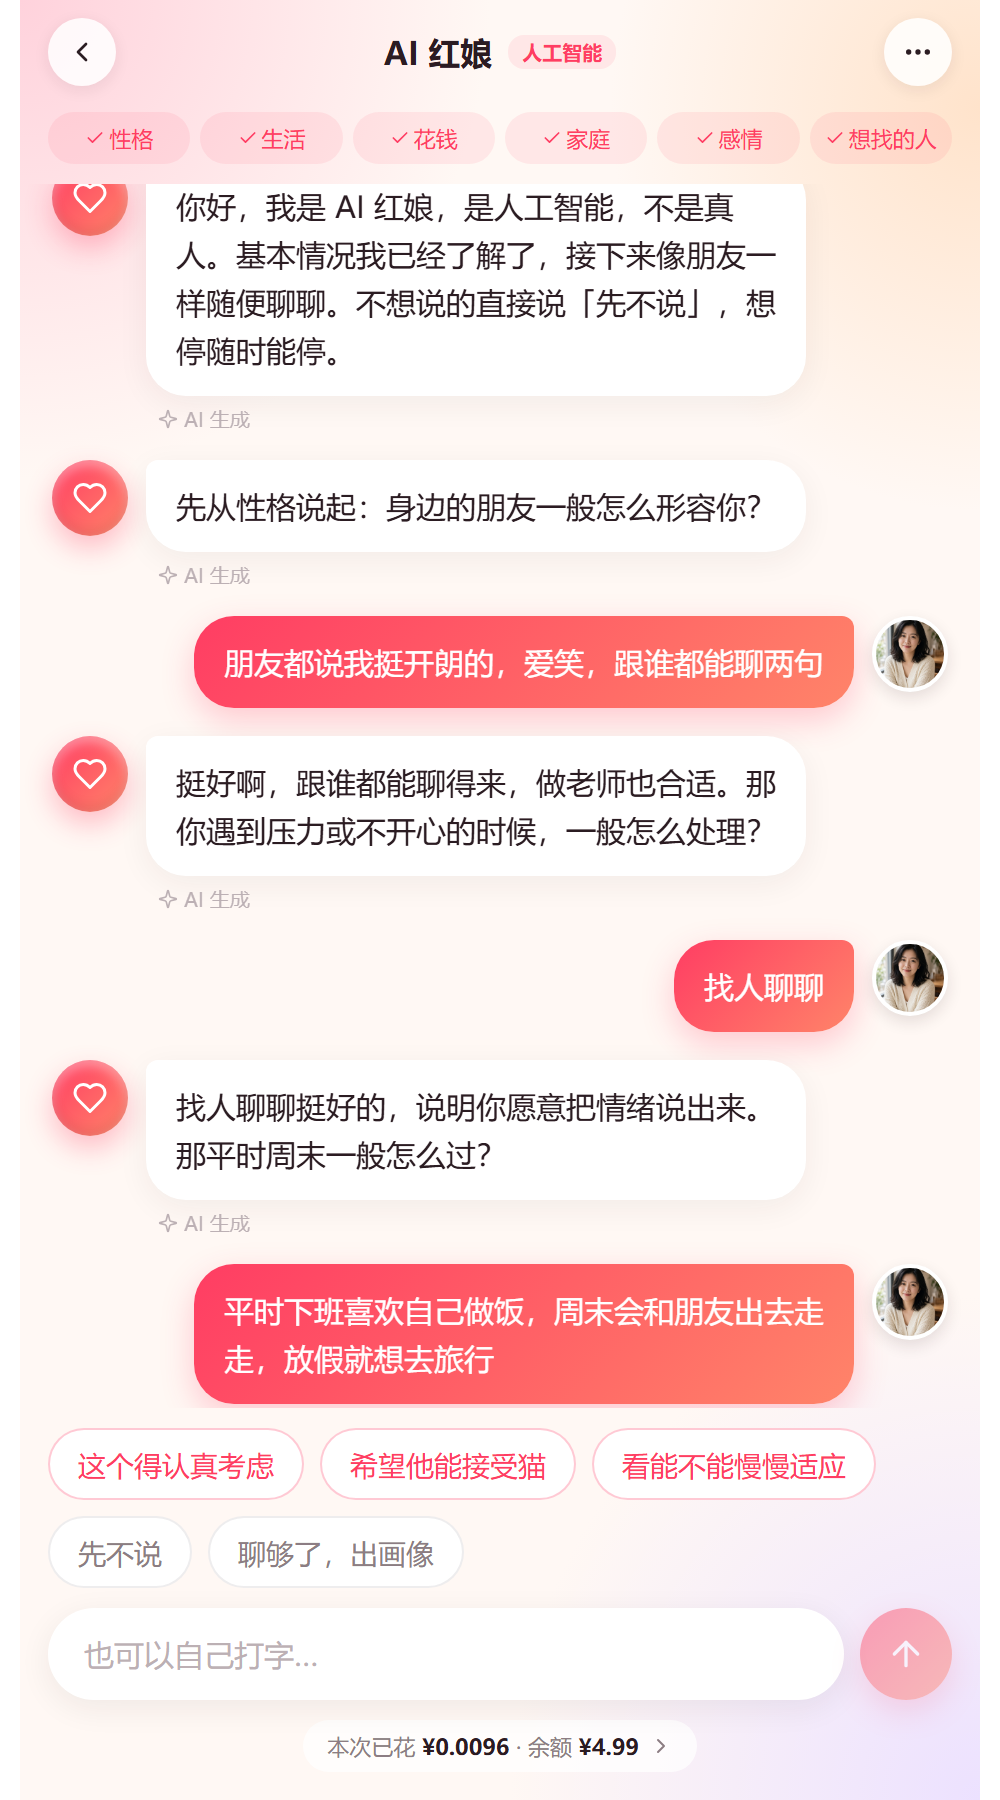 AI 红娘 人工智能
性格 生活 花钱 家庭 感情 想找的人
你好，我是 AI 红娘，是人工智能，不是真
人。基本情况我已经了解了，接下来像朋友一
样随便聊聊。不想说的直接说「先不说」，想
停随时能停。
AI 生成
先从性格说起：身边的朋友一般怎么形容你？
AI 生成
朋友都说我挺开朗的，爱笑，跟谁都能聊两句
挺好啊，跟谁都能聊得来，做老师也合适。那
你遇到压力或不开心的时候，一般怎么处理？
AI 生成
找人聊聊
找人聊聊挺好的，说明你愿意把情绪说出来。
那平时周末一般怎么过？
AI 生成
平时下班喜欢自己做饭，周末会和朋友出去走
走，放假就想去旅行
这个得认真考虑 希望他能接受猫 看能不能慢慢适应
先不说 聊够了，出画像
也可以自己打字...
本次已花 ¥0.0096 · 余额 ¥4.99